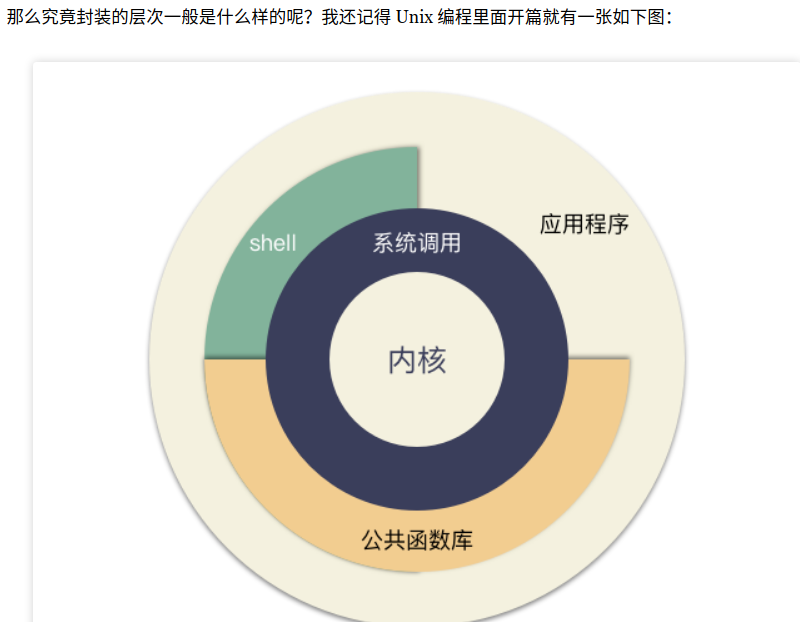 那么究竟封装的层次一般是什么样的呢？我还记得 Unix 编程里面开篇就有一张如下图：
应用程序
shell
系统调用
内核
公共函数库